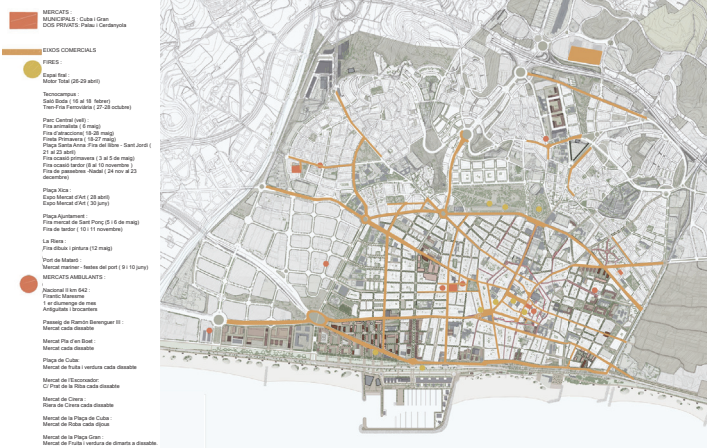 MERCATS :
MUNICIPALS : Cuba i Gran
DOS PRIVATS: Palau i Cerdanyola
EIXOS COMERCIALS
FIRES :
Espai firal :
Motor Total (26-29 abril)
Tecnocampus :
Saló Boda ( 16 al 18 febrer)
Tren-Fria Ferroviària ( 27-28 octubre)
Parc Central (vell) :
Fira animalista ( 6 maig)
Fira d'atraccions( 18-28 maig)
Fireta Primavera ( 18-27 maig)
Plaça Santa Anna :Fira del llibre - Sant Jordi (
21 al 23 abril)
Fira ocasió primavera ( 3 al 5 de maig)
Fira ocasió tardor (8 al 10 novembre )
Fira de pessebres -Nadal ( 24 nov al 23
decembre)
Plaça Xica :
Expo Mercat d'Art ( 28 abril)
Expo Mercat d'Art ( 30 juny)
Plaça Ajuntament :
Fira mercat de Sant Ponç (5 i 6 de maig)
Fira de tardor ( 10 i 11 novembre)
La Riera :
Fira dibuix i pintura (12 maig)
Port de Mataró :
Mercat mariner - festes del port ( 9 i 10 juny)
MERCATS AMBULANTS :
Nacional II km 642 :
Firantic Maresme
1 er diumenge de mes
Antiguitats i brocanters
Passeig de Ramón Berenguer III :
Mercat cada dissabte
Mercat Pla d'en Boet :
Mercat cada dissabte
Plaça de Cuba:
Mercat de fruita i verdura cada dissabte
Mercat de l'Escorxador:
C/ Prat de la Riba cada dissabte
Mercat de Cirera :
Riera de Cirera cada dissabte
Mercat de la Plaça de Cuba :
Mercat de Roba cada dijous
Mercat de la Plaça Gran :
Mercat de Fruita i verdura de dimarts a dissabte.